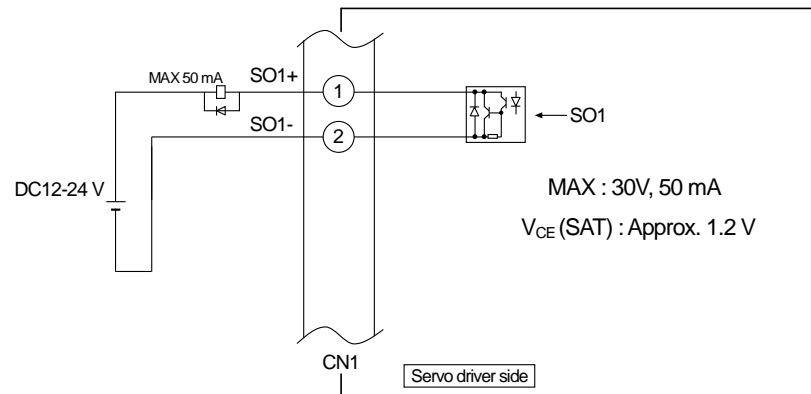 MAX 50 mA
SO1+
1
SO1
SO1-
2
DC12-24 V
MAX : 30V, 50 mA
VCE (SAT) : Approx. 1.2 V
CN1
Servo driver side